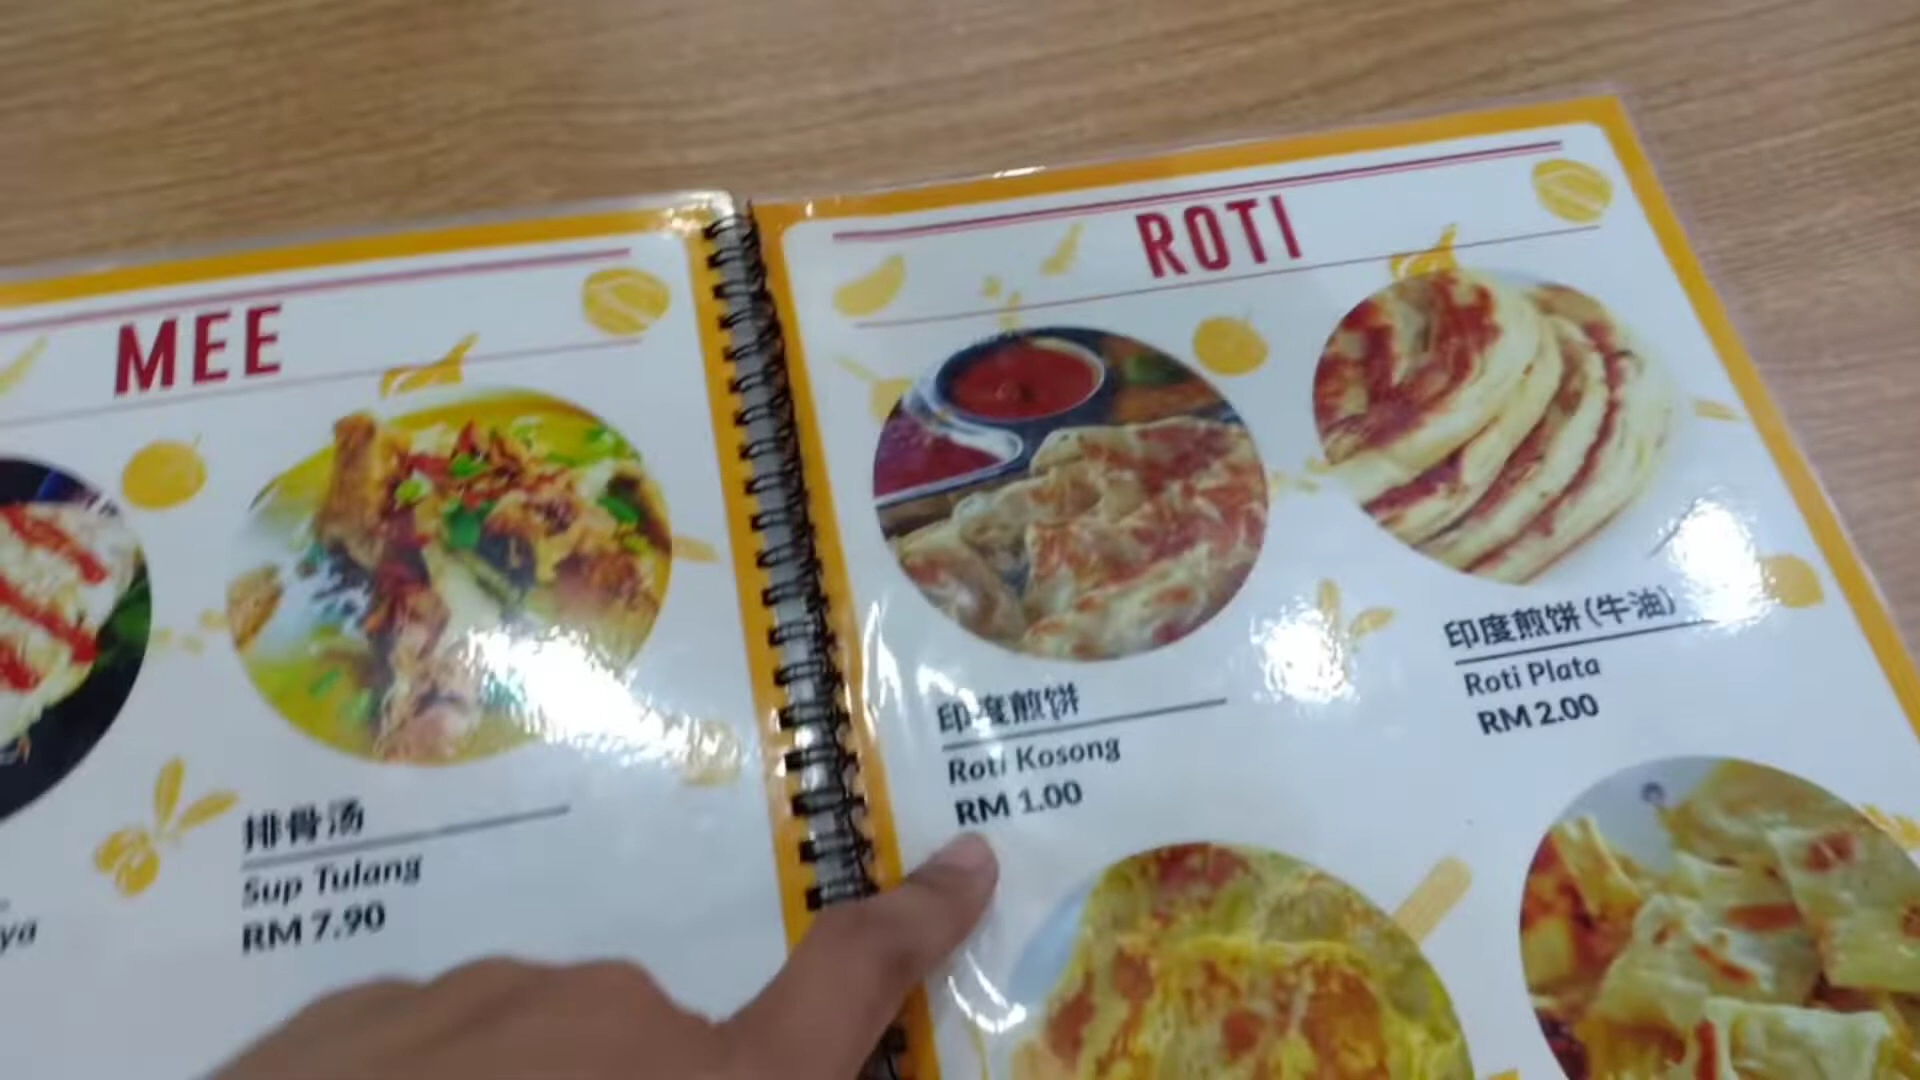 MEE
排骨汤
Sup Tulang
RM 7.90
ya
ROTI
印度煎饼
Roti Kosong
RM 1.00
印度煎饼(牛油)
Roti Plata
RM 2.00